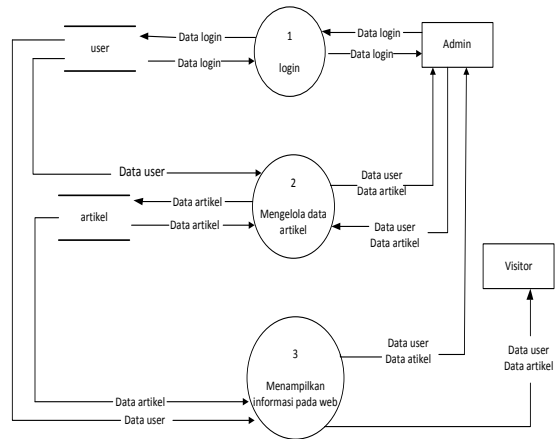 user
Data login
Data login
1
login
Data login
Data login
Admin
Data user
artikel
Data artikel
Data artikel
2
Mengelola data
artikel
Data user
Data artikel
Data user
Data artikel
Visitor
Data user
Data artikel
3
Menampilkan
informasi pada web
Data user
Data atikel
Data artikel
Data user